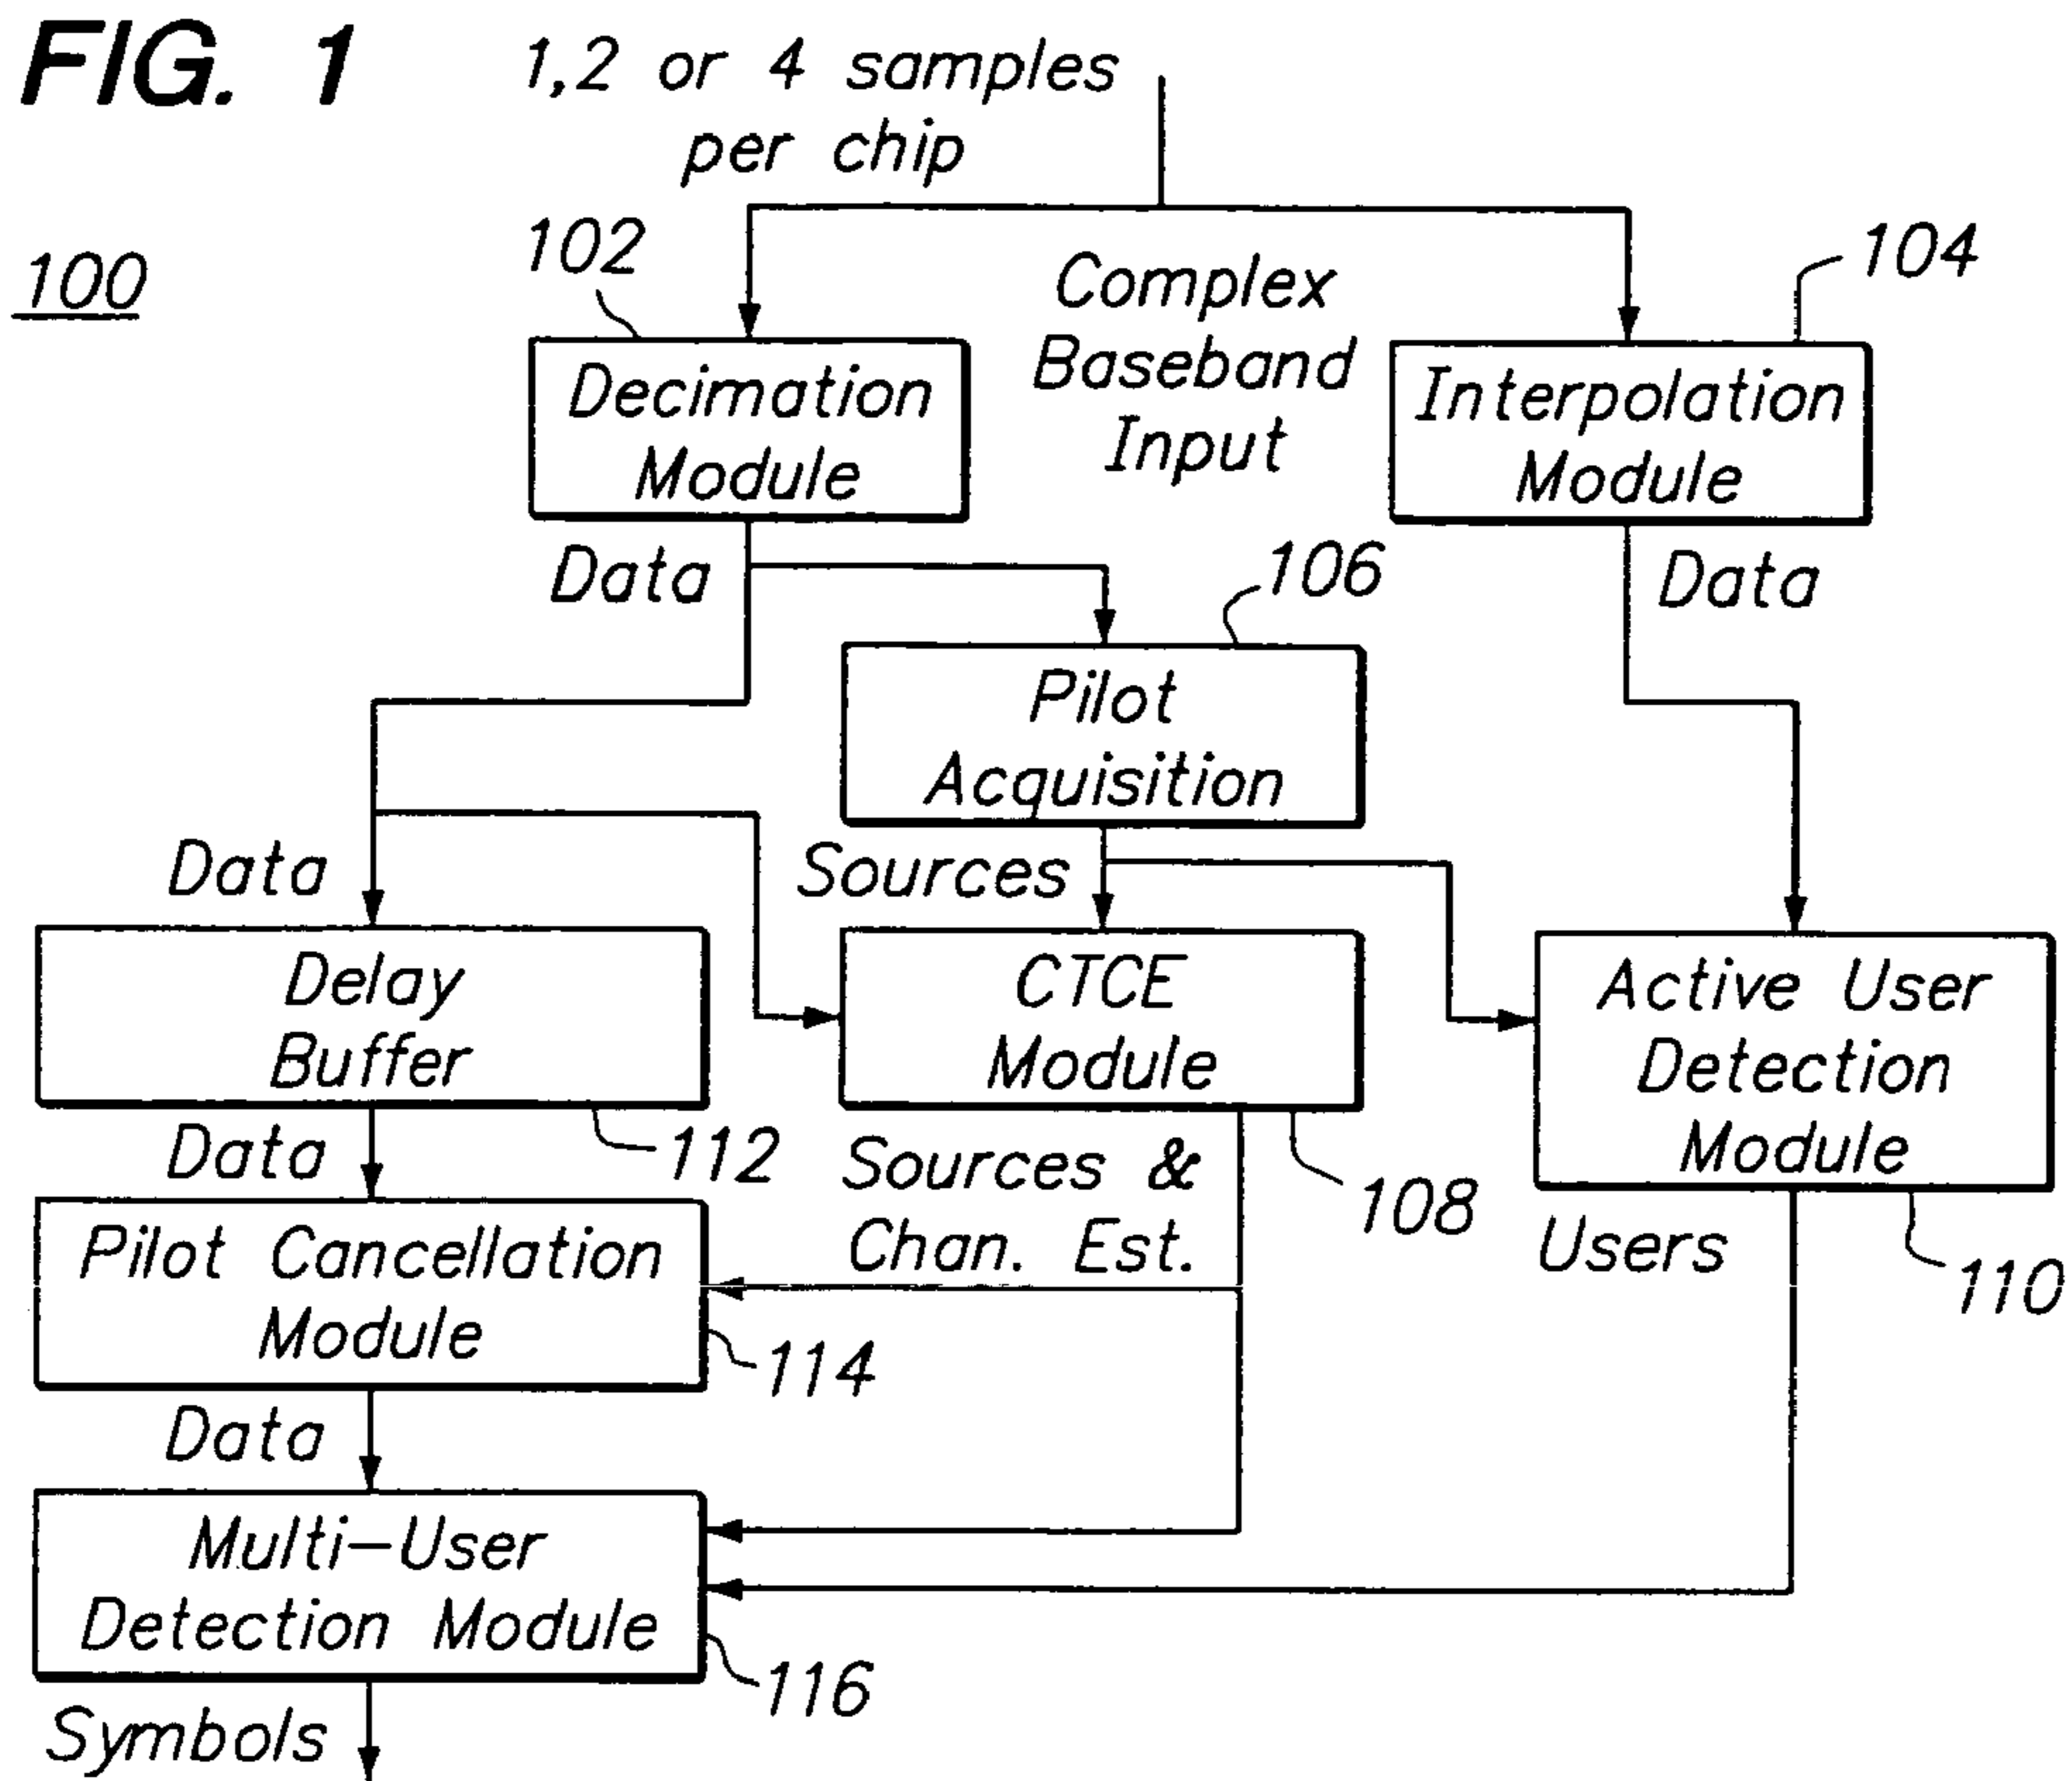 FIG. 1
1,2 or 4 samples
per chip
100
102
104
Complex
Baseband
Input
Decimation
Module
Interpolation
Module
Data
106
Data
Pilot
Acquisition
Data
Sources
Delay
Buffer
CTCE
Module
Active User
Detection
Module
Data
112
Sources &
Chan. Est.
108
Users
110
Pilot Cancellation
Module
114
Data
Multi-User
Detection Module
116
Symbols